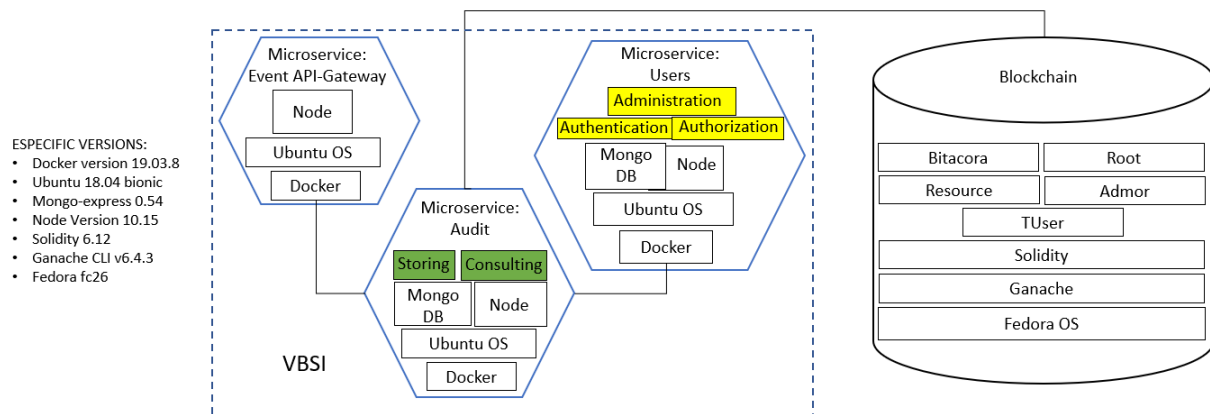 ESPECIFIC VERSIONS:
• Docker version 19.03.8
• Ubuntu 18.04 bionic
• Mongo-express 0.54
• Node Version 10.15
• Solidity 6.12
• Ganache CLI v6.4.3
• Fedora fc26
Microservice:
Event API-Gateway
Node
Ubuntu OS
Docker
Microservice:
Users
Administration
Authentication
Authorization
Mongo
DB
Node
Ubuntu OS
Docker
Microservice:
Audit
Storing
Consulting
Mongo
DB
Node
Ubuntu OS
Docker
VBSI
Blockchain
Bitacora
Root
Resource
Admor
TUser
Solidity
Ganache
Fedora OS